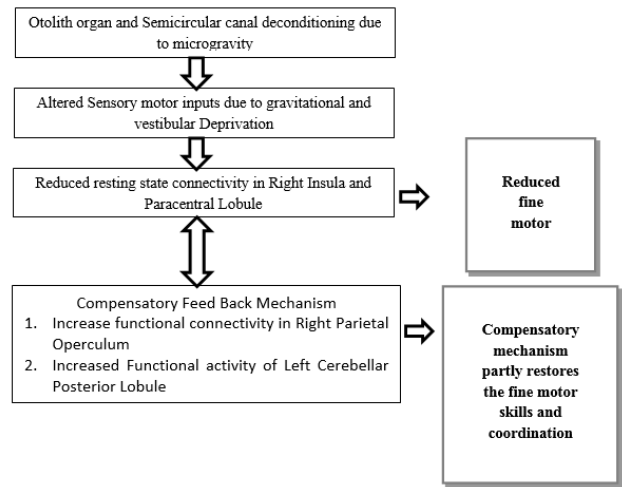 Otolith organ and Semicircular canal deconditioning due
to microgravity
Altered Sensory motor inputs due to gravitational and
vestibular Deprivation
Reduced resting state connectivity in Right Insula and
Paracentral Lobule
Reduced
fine
motor
Compensatory Feed Back Mechanism
1. Increase functional connectivity in Right Parietal
Operculum
2. Increased Functional activity of Left Cerebellar
Posterior Lobule
Compensatory
mechanism
partly restores
the fine motor
skills and
coordination